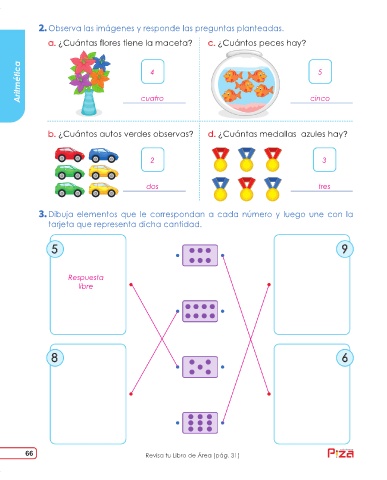 2. Observa las imágenes y responde las preguntas planteadas.
a. ¿Cuántas flores tiene la maceta?
4
cuatro
c. ¿Cuántos peces hay?
5
cinco
b. ¿Cuántos autos verdes observas?
2
dos
d. ¿Cuántas medallas azules hay?
3
tres
3. Dibuja elementos que le correspondan a cada número y luego une con la
tarjeta que representa dicha cantidad.
5
9
Respuesta
libre
8
6
Aritmética
66
Revisa tu Libro de Área (pág. 31)